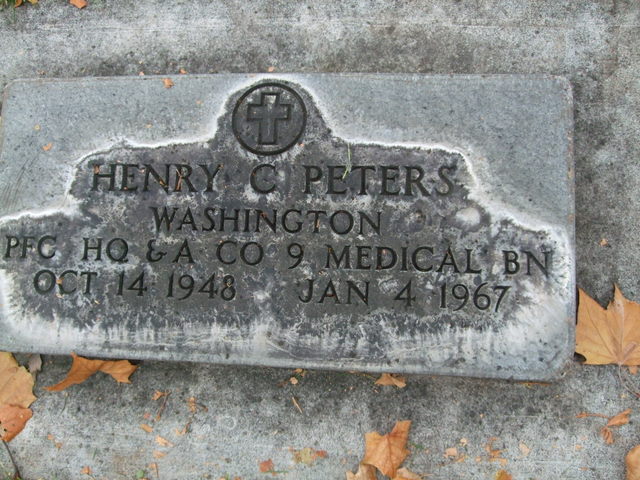 HENRY C PETERS
WASHINGTON
PFC HQ & A CO 9 MEDICAL BN
OCT 14 1948 JAN 4 1967